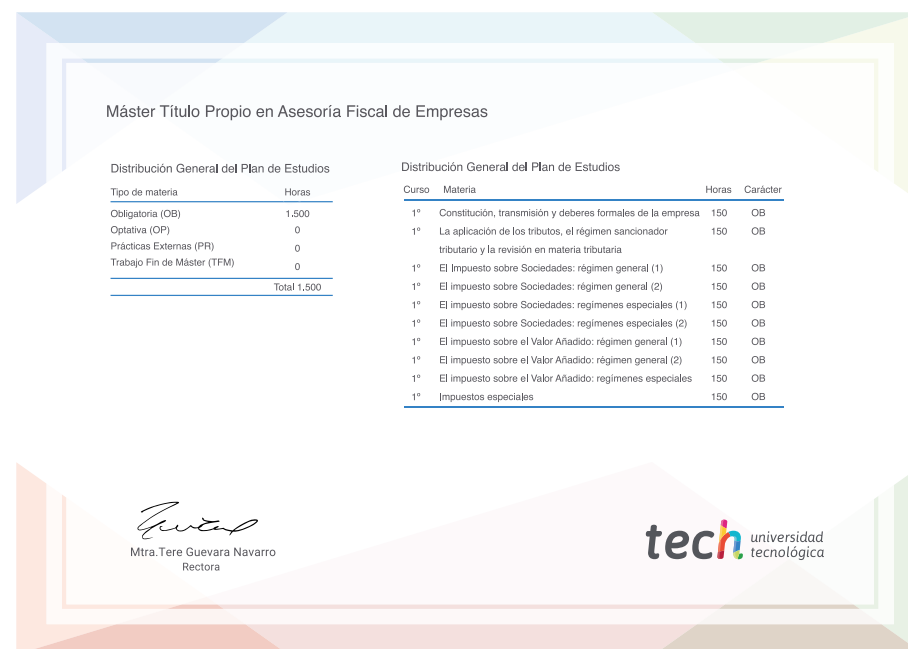 Máster Título Propio en Asesoría Fiscal de Empresas
Distribución General del Plan de Estudios
Tipo de materia Horas
Obligatoria (OB) 1.500
Optativa (OP) 0
Prácticas Externas (PR) 0
Trabajo Fin de Máster (TFM) 0
Total 1.500
Distribución General del Plan de Estudios
Curso Materia Horas Carácter
1º Constitución, transmisión y deberes formales de la empresa 150 OB
1º La aplicación de los tributos, el régimen sancionador 150 OB
tributario y la revisión en materia tributaria
1º El Impuesto sobre Sociedades: régimen general (1) 150 OB
1º El impuesto sobre Sociedades: régimen general (2) 150 OB
1º El impuesto sobre Sociedades: regímenes especiales (1) 150 OB
1º El impuesto sobre Sociedades: regímenes especiales (2) 150 OB
1º El impuesto sobre el Valor Añadido: régimen general (1) 150 OB
1º El impuesto sobre el Valor Añadido: régimen general (2) 150 OB
1º El impuesto sobre el Valor Añadido: regímenes especiales 150 OB
1º Impuestos especiales 150 OB
Mtra.Tere Guevara Navarro
Rectora
tech universidad
tecnológica